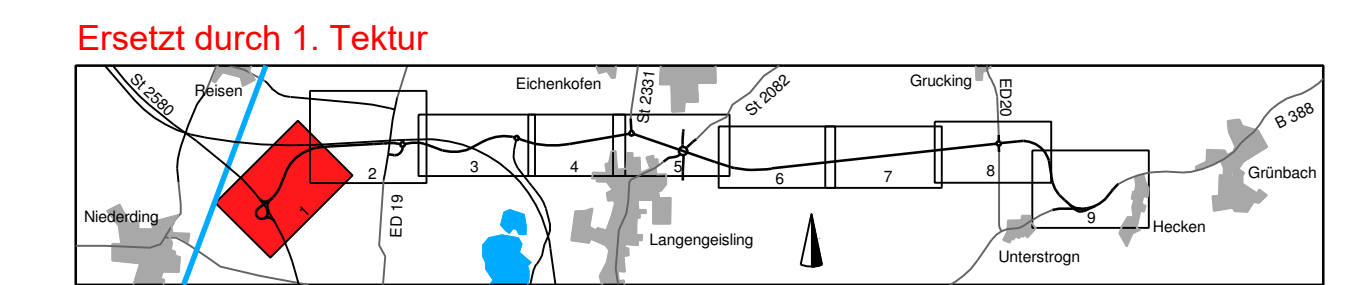 Ersetzt durch 1. Tektur
St 2580
Reisen
Eichenkofen
St 2331
St 2082
Grucking
ED20
B 388
Niederding
1
2
ED 19
3
4
5
6
7
8
9
Grünbach
Langengeisling
Hecken
Unterstrogn